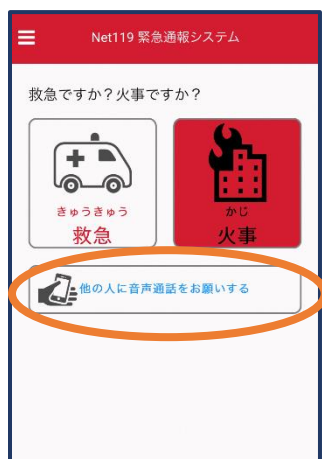 Net119 緊急通報システム
救急ですか？火事ですか？
きゅうきゅう
救急
かじ
火事
他の人に音声通話をお願いする